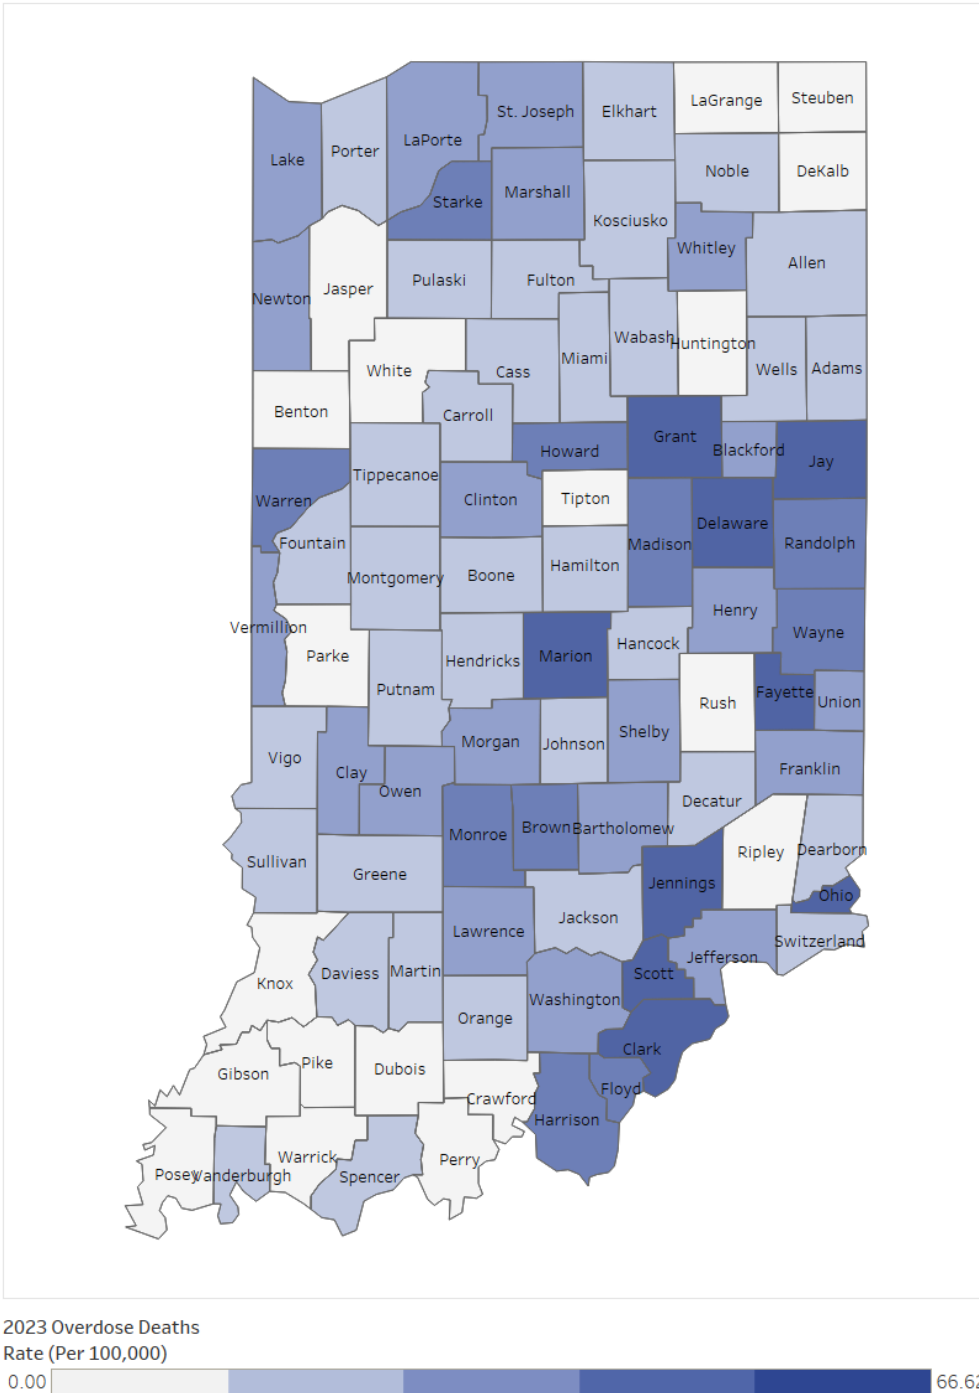 LaGrange
Steuben
St. Joseph
Elkhart
LaPorte
Lake
Porter
Noble
DeKalb
Starke
Marshall
Kosciusko
Whitley
Allen
Newton
Jasper
Pulaski
Fulton
Wabash
Huntington
Miami
White
Cass
Wells
Adams
Benton
Carroll
Grant
Howard
Blackford
Jay
Tippecanoe
Warren
Clinton
Tipton
Delaware
Fountain
Madison
Randolph
Montgomery
Boone
Hamilton
Henry
Vermillion
Wayne
Parke
Hendricks
Marion
Hancock
Putnam
Fayette
Union
Rush
Shelby
Morgan
Johnson
Vigo
Clay
Franklin
Owen
Decatur
Monroe
Brown
Bartholomew
Ripley
Dearborn
Sullivan
Greene
Jennings
Ohio
Jackson
Lawrence
Switzerland
Jefferson
Knox
Daviess
Martin
Scott
Washington
Orange
Clark
Gibson
Pike
Dubois
Floyd
Crawford
Harrison
Warrick
Perry
Posey
Vanderburgh
Spencer
2023 Overdose Deaths
Rate (Per 100,000)
0.00
66.62